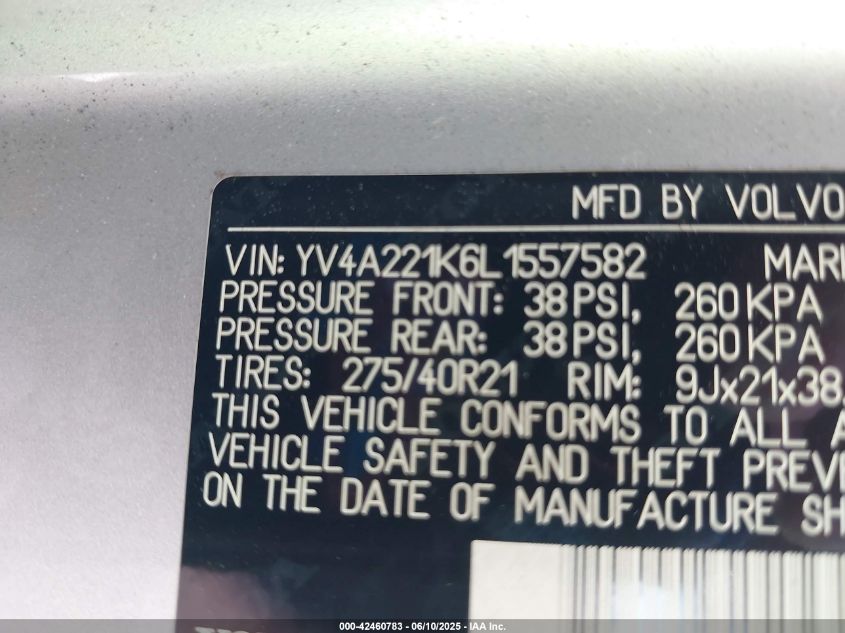 MFD BY VOLVO
VIN: YV4A221K6L1557582 MAR
PRESSURE FRONT: 38 PSI, 260 KPA
PRESSURE REAR: 38 PSI, 260 KPA
TIRES: 275/40R21 RIM: 9Jx21x38
THIS VEHICLE CONFORMS TO ALL A
VEHICLE SAFETY AND THEFT PREVE
ON THE DATE OF MANUFACTURE SH
000-42460783 - 06/10/2025 - IAA Inc.